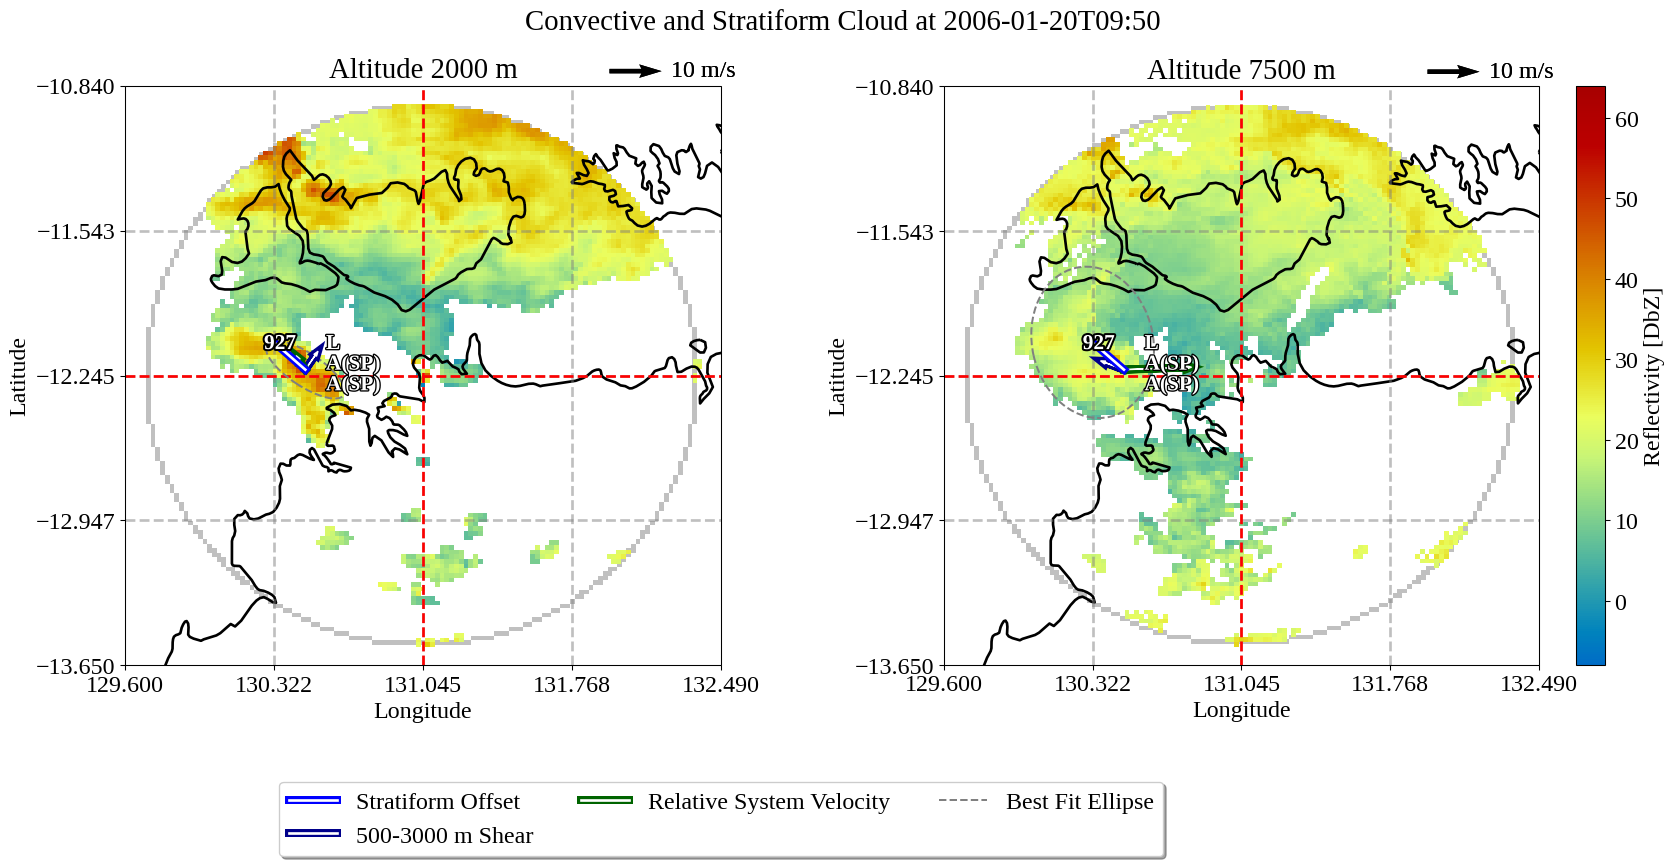 Convective and Stratiform Cloud at 2006-01-20T09:50
Altitude 2000 m
10 m/s
−10.840
−11.543
−12.245
−12.947
−13.650
Latitude
129.600
130.322
131.045
131.768
132.490
Longitude
927
L
A(SP)
A(SP)
Altitude 7500 m
10 m/s
−10.840
−11.543
−12.245
−12.947
−13.650
Latitude
129.600
130.322
131.045
131.768
132.490
Longitude
927
L
A(SP)
A(SP)
60
50
40
30
20
10
0
Reflectivity [DbZ]
Stratiform Offset
500-3000 m Shear
Relative System Velocity
Best Fit Ellipse